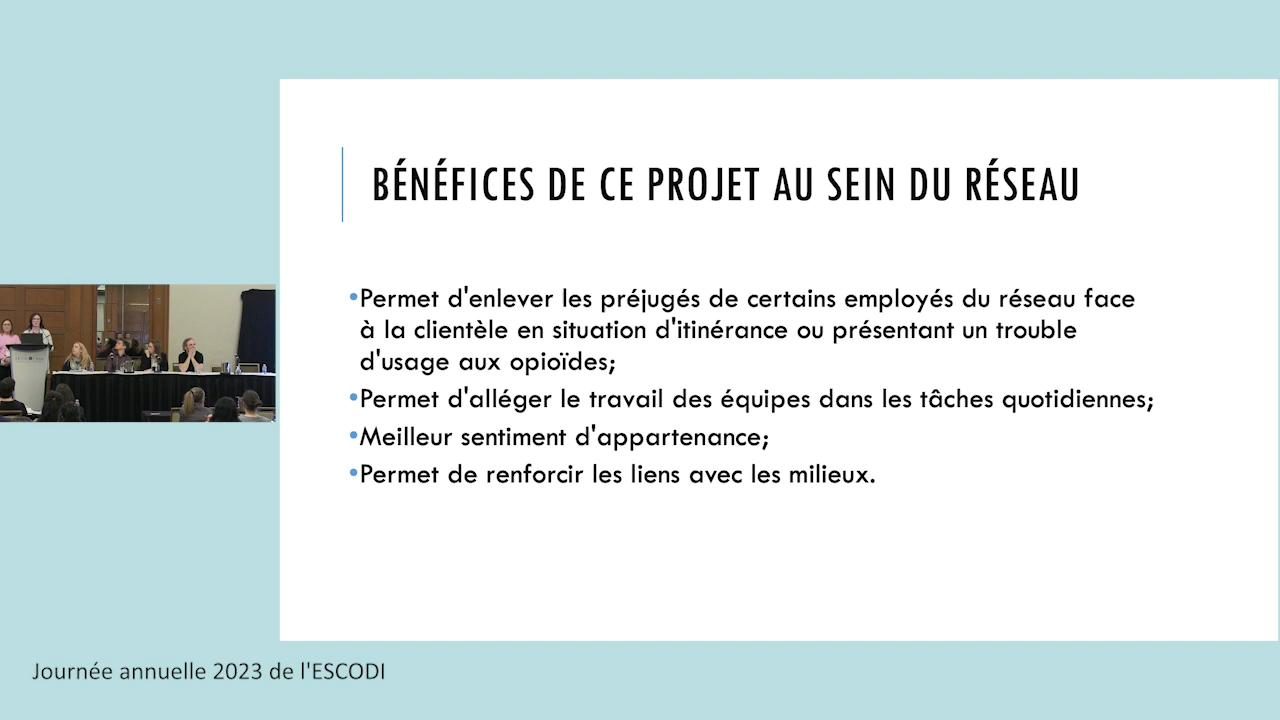 BÉNÉFICES DE CE PROJET AU SEIN DU RÉSEAU
•Permet d'enlever les préjugés de certains employés du réseau face
à la clientèle en situation d'itinérance ou présentant un trouble
d'usage aux opioïdes;
•Permet d'alléger le travail des équipes dans les tâches quotidiennes;
•Meilleur sentiment d'appartenance;
•Permet de renforcir les liens avec les milieux.
Journée annuelle 2023 de l'ESCODI